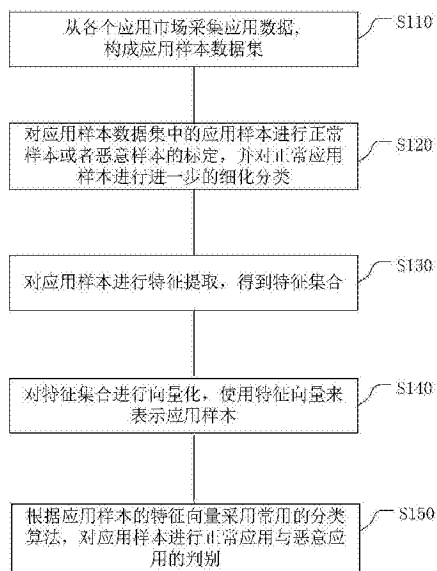 从各个应用市场采集应用数据,
构成应用样本数据集
S110
对应用样本数据集中的应用样本进行正常
样本或者恶意样本的标定，并对正常应用
样本进行进一步的细化分类
S120
对应用样本进行特征提取，得到特征集合
S130
对特征集合进行向量化，使用特征向量来
表示应用样本
S140
根据应用样本的特征向量采用常用的分类
算法，对应用样本进行正常应用与恶意应
用的判别
S150